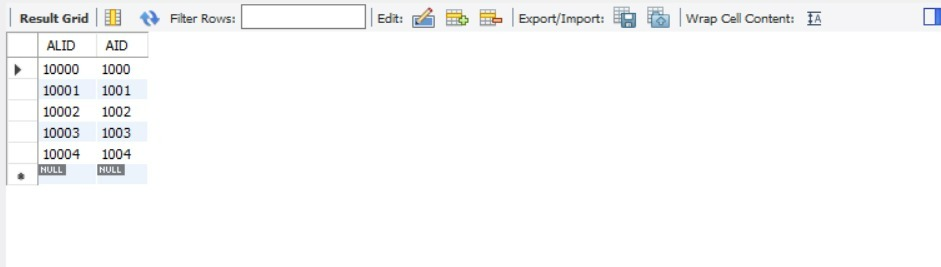 Result Grid Filter Rows: Edit: Export/Import: Wrap Cell Content: IA
ALID AID
10000 1000
10001 1001
10002 1002
10003 1003
10004 1004
NULL NULL